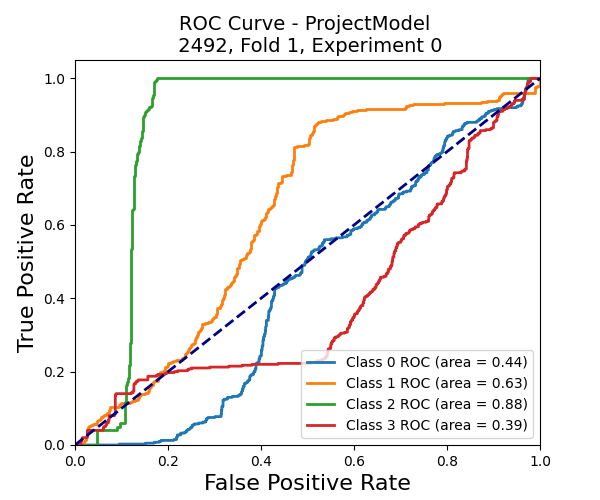 ROC Curve - ProjectModel
2492, Fold 1, Experiment 0
True Positive Rate
1.0
0.8
0.6
0.4
0.2
0.0
Class 0 ROC (area = 0.44)
Class 1 ROC (area = 0.63)
Class 2 ROC (area = 0.88)
Class 3 ROC (area = 0.39)
0.0 0.2 0.4 0.6 0.8 1.0
False Positive Rate